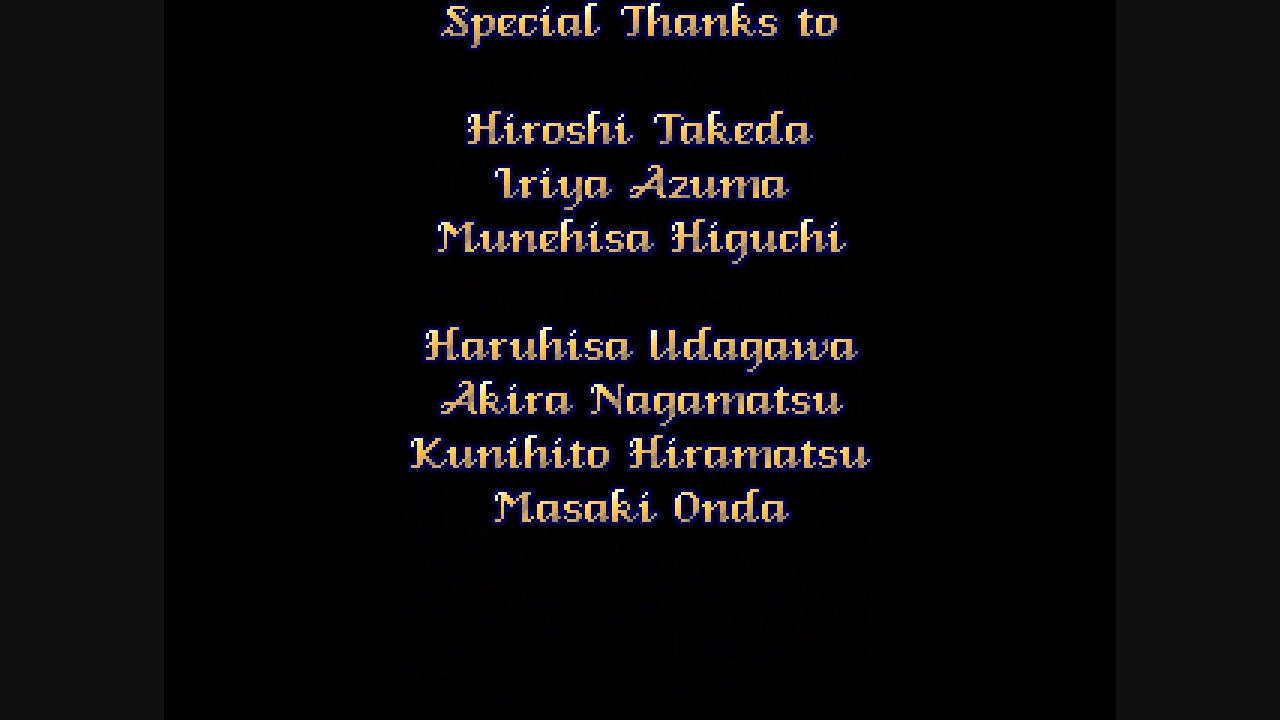 Special Thanks to
Hiroshi Takeda
Iriya Azuma
Munehisa Higuchi
Haruhisa Udagawa
Akira Nagamatsu
Kunihito Hiramatsu
Masaki Onda